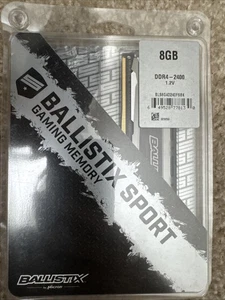 8GB
DDR4-2400
1.2V
BALLISTIX SPORT
GAMING MEMORY
BALLISTIX